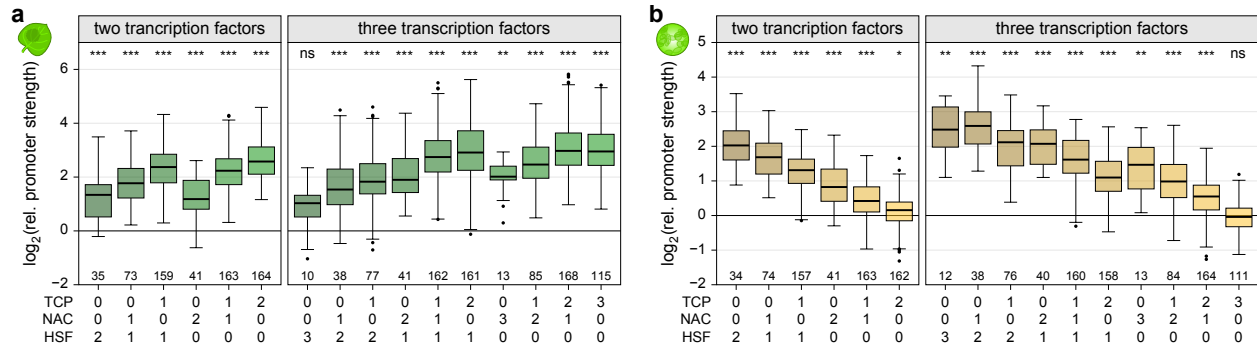 a
two trancription factors
three transcription factors
*** *** *** *** *** ***
ns *** *** *** *** *** ** *** *** ***
log2(rel. promoter strength)
6
4
2
0
−2
35 73 159 41 163 164
10 38 77 41 162 161 13 85 168 115
TCP 0 0 1 0 1 2 0 0 1 0 1 2 0 1 2 3
NAC 0 1 0 2 1 0 0 1 0 2 1 0 3 2 1 0
HSF 2 1 1 0 0 0 3 2 2 1 1 1 0 0 0 0
b
two trancription factors
three transcription factors
*** *** *** *** *** *
** *** *** *** *** *** ** *** *** ns
log2(rel. promoter strength)
5
4
3
2
1
0
−1
−2
34 74 157 41 163 162
12 38 76 40 160 158 13 84 164 111
TCP 0 0 1 0 1 2 0 0 1 0 1 2 0 1 2 3
NAC 0 1 0 2 1 0 0 1 0 2 1 0 3 2 1 0
HSF 2 1 1 0 0 0 3 2 2 1 1 1 0 0 0 0